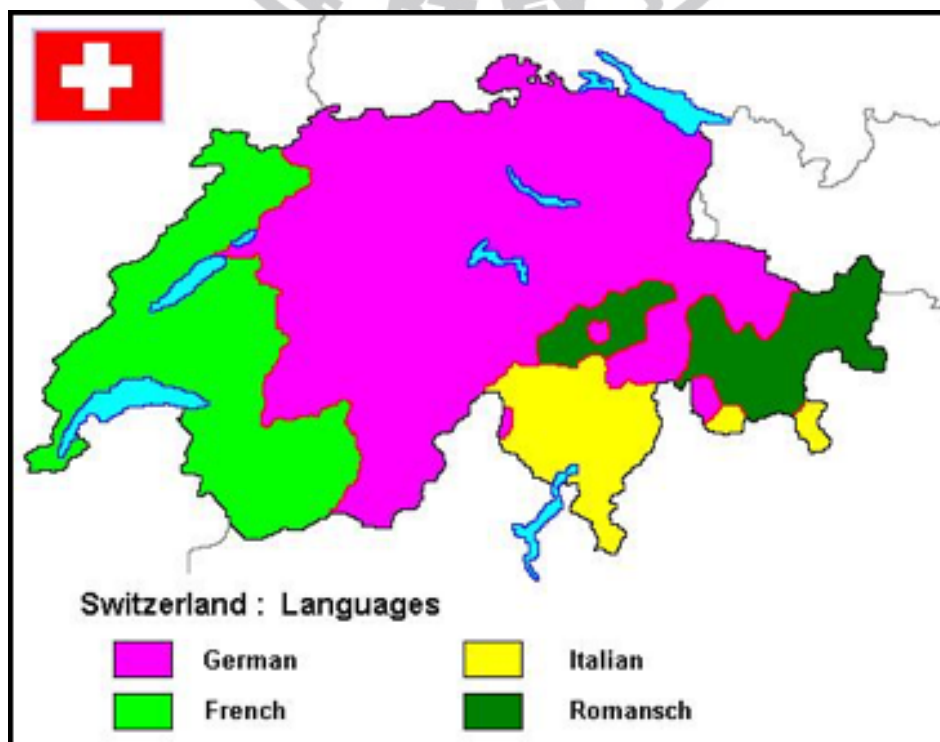 Switzerland : Languages
German
Italian
French
Romansch